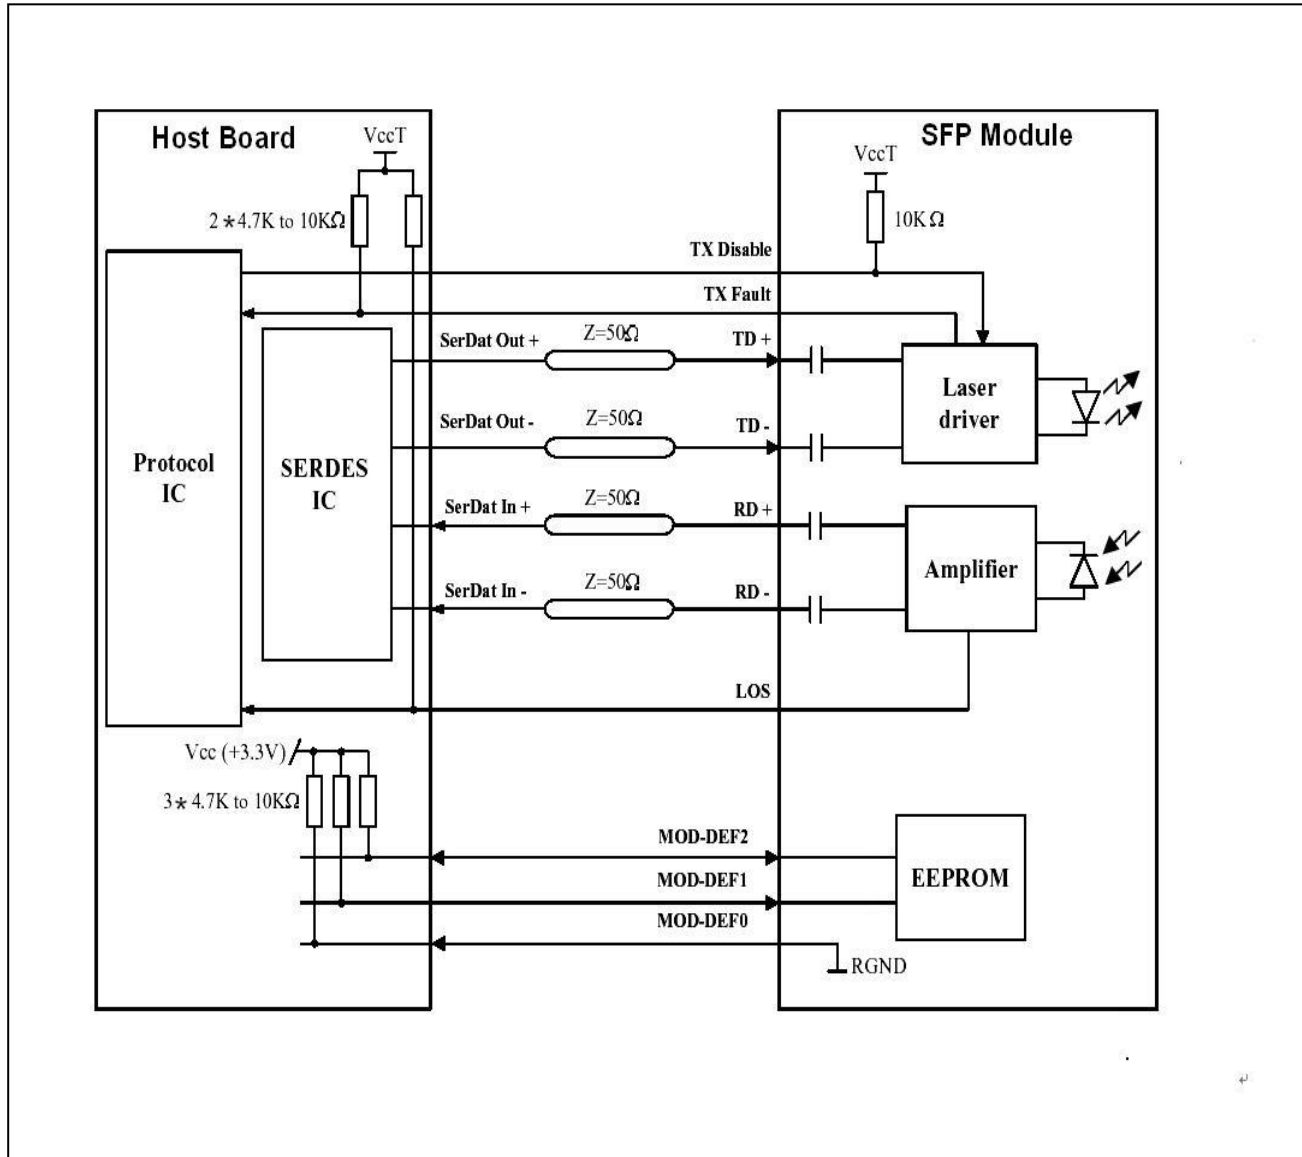 Host Board
SFP Module
VccT
VccT
2*4.7K to 10KΩ
10KΩ
TX Disable
TX Fault
SerDat Out +
Z=50Ω
TD +
Laser
driver
SerDat Out -
Z=50Ω
TD -
Protocol
IC
SERDES
IC
SerDat In +
Z=50Ω
RD +
Amplifier
SerDat In -
Z=50Ω
RD -
LOS
Vcc (+3.3V)
3*4.7K to 10KΩ
MOD-DEF2
MOD-DEF1
MOD-DEF0
EEPROM
RGND